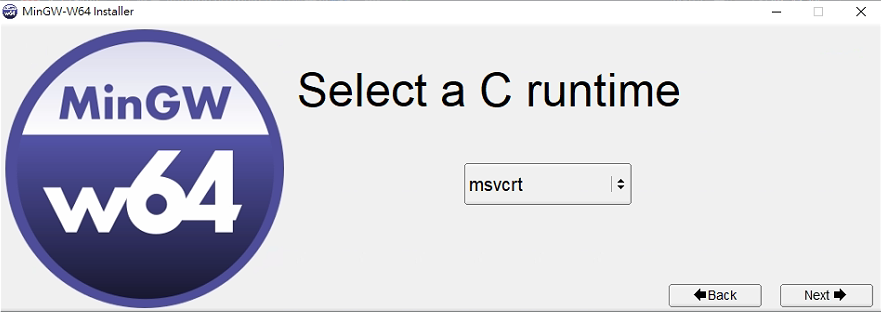 MinGW-W64 Installer
MinGW
w64
Select a C runtime
msvcrt
Back
Next